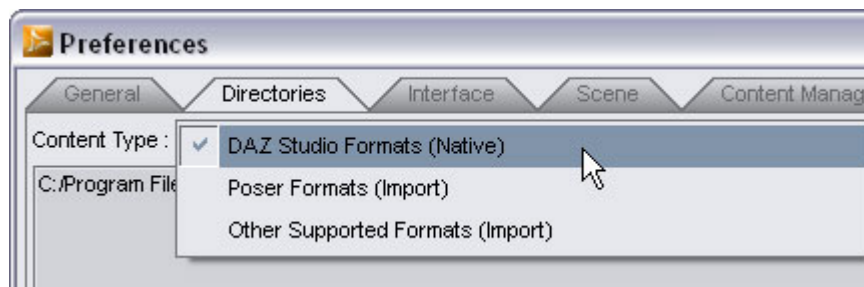 Preferences
General Directories Interface Scene Content Manag
Content Type : DAZ Studio Formats (Native)
C:/Program File Poser Formats (Import)
Other Supported Formats (Import)